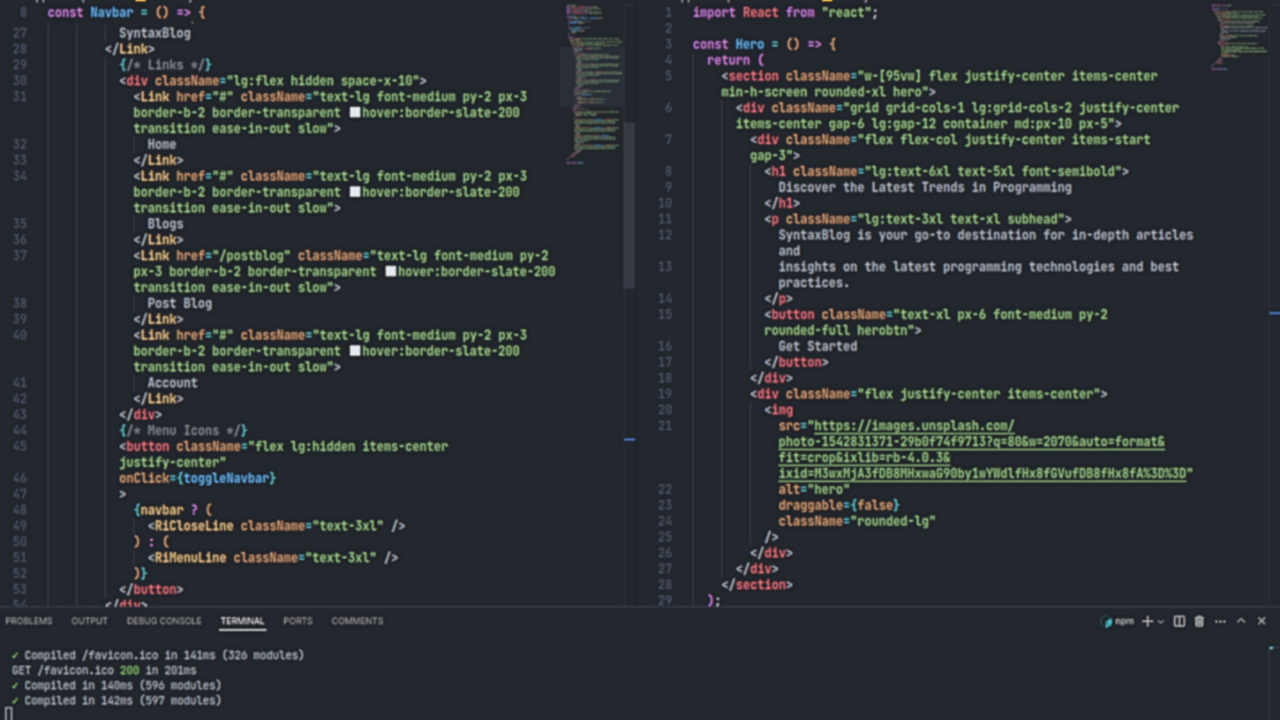 8 const Navbar = () => {
27 SyntaxBlog
28 </Link>
29 {/* Links */}
30 <div className="lg:flex hidden space-x-10">
31 <Link href="#" className="text-lg font-medium py-2 px-3
border-b-2 border-transparent hover:border-slate-200
transition ease-in-out slow">
32 Home
33 </Link>
34 <Link href="#" className="text-lg font-medium py-2 px-3
border-b-2 border-transparent hover:border-slate-200
transition ease-in-out slow">
35 Blogs
36 </Link>
37 <Link href="/postblog" className="text-lg font-medium py-2
px-3 border-b-2 border-transparent hover:border-slate-200
transition ease-in-out slow">
38 Post Blog
39 </Link>
40 <Link href="#" className="text-lg font-medium py-2 px-3
border-b-2 border-transparent hover:border-slate-200
transition ease-in-out slow">
41 Account
42 </Link>
43 </div>
44 {/* Menu Icons */}
45 <button className="flex lg:hidden items-center
justify-center"
46 onClick={toggleNavbar}
47 >
48 {navbar ? (
49 <RiCloseLine className="text-3xl" />
50 ) : (
51 <RiMenuLine className="text-3xl" />
52 )}
53 </button>
54 </div>
1 import React from "react";
2
3 const Hero = () => {
4 return (
5 <section className="w-[95vw] flex justify-center items-center
min-h-screen rounded-xl hero">
6 <div className="grid grid-cols-1 lg:grid-cols-2 justify-center
items-center gap-6 lg:gap-12 container md:px-10 px-5">
7 <div className="flex flex-col justify-center items-start
gap-3">
8 <h1 className="lg:text-6xl text-5xl font-semibold">
9 Discover the Latest Trends in Programming
10 </h1>
11 <p className="lg:text-3xl text-xl subhead">
12 SyntaxBlog is your go-to destination for in-depth articles
and
13 insights on the latest programming technologies and best
practices.
14 </p>
15 <button className="text-xl px-6 font-medium py-2
rounded-full herobtn">
16 Get Started
17 </button>
18 </div>
19 <div className="flex justify-center items-center">
20 <img
21 src="https://images.unsplash.com/
photo-1542831371-29b0f74f9713?q=80&w=2070&auto=format&
fit=crop&ixlib=rb-4.0.3&
ixid=M3wxMjA3fDB8MHxwaG90by1wYWdlfHx8fGVufDB8fHx8fA%3D%3D"
22 alt="hero"
23 draggable={false}
24 className="rounded-lg"
25 />
26 </div>
27 </div>
28 </section>
29 );
PROBLEMS OUTPUT DEBUG CONSOLE TERMINAL PORTS COMMENTS npm
✓ Compiled /favicon.ico in 141ms (326 modules)
GET /favicon.ico 200 in 201ms
✓ Compiled in 140ms (596 modules)
✓ Compiled in 142ms (597 modules)